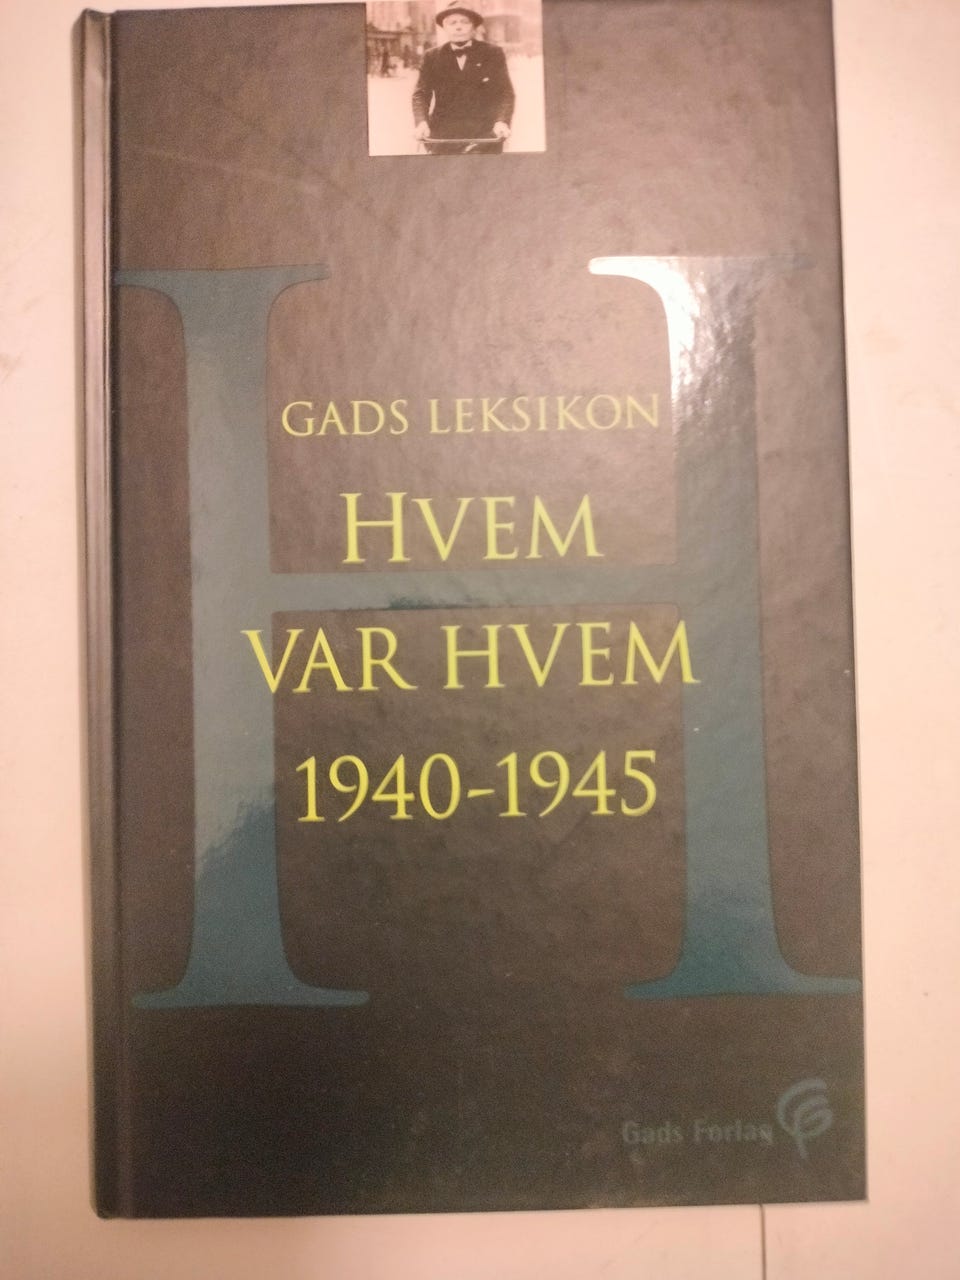 GADS LEKSIKON
HVEM
VAR HVEM
1940-1945
Gads Forlag